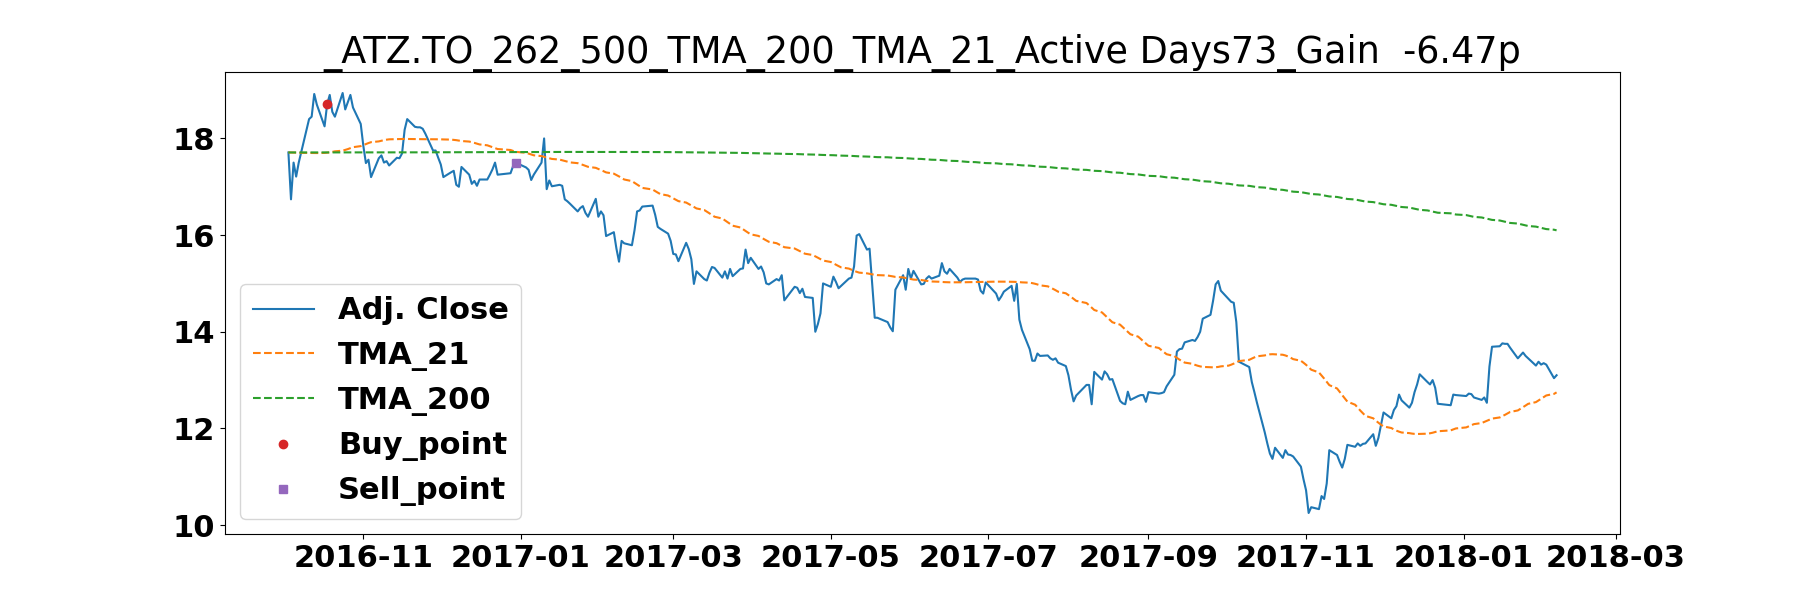 _ATZ.TO_262_500_TMA_200_TMA_21_Active Days73_Gain  -6.47p
18
16
14
12
10
Adj. Close
TMA_21
TMA_200
Buy_point
Sell_point
2016-11 2017-01 2017-03 2017-05 2017-07 2017-09 2017-11 2018-01 2018-03